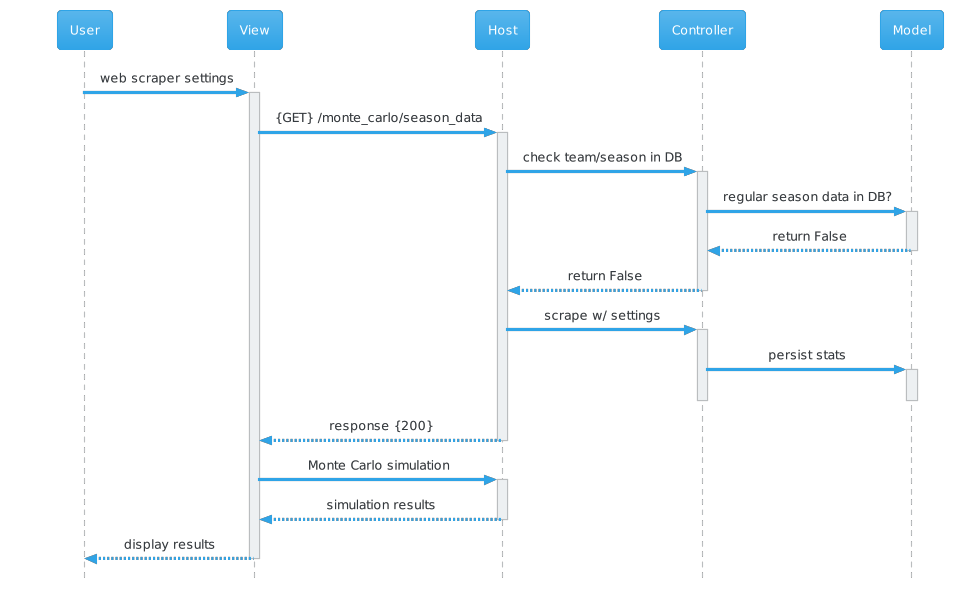 User
View
Host
Controller
Model
web scraper settings
{GET} /monte_carlo/season_data
check team/season in DB
regular season data in DB?
return False
return False
scrape w/ settings
persist stats
response {200}
Monte Carlo simulation
simulation results
display results